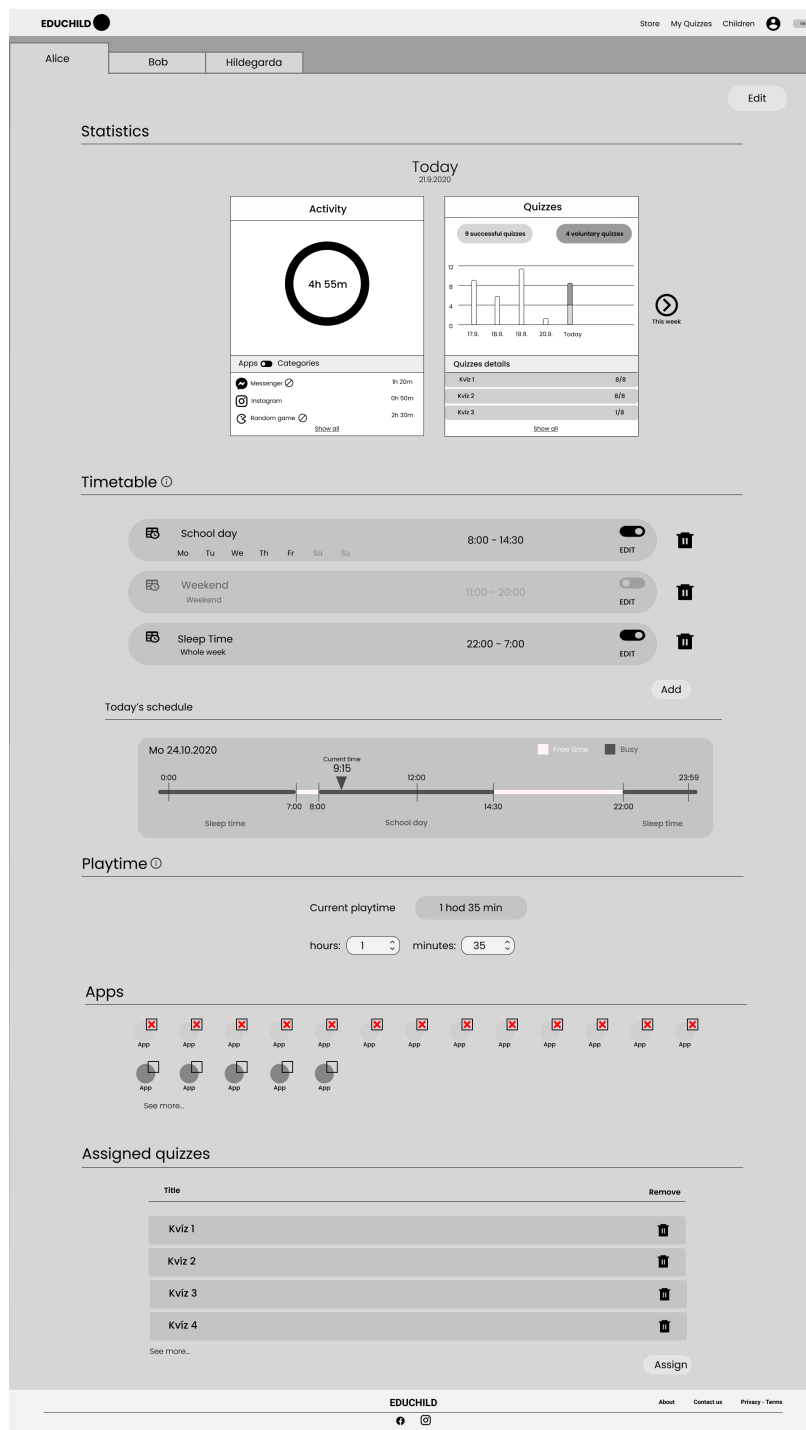 EDUCHILD
Store My Quizzes Children EN
Alice Bob Hildegarda
Edit
Statistics
Today
21.9.2020
Activity
4h 55m
Apps Categories
Messenger 1h 20m
Instagram 0h 50m
Random game 2h 30m
Show all
Quizzes
9 successful quizzes 4 voluntary quizzes
12
8
4
0
17.9. 18.9. 19.9. 20.9. Today
Quizzes details
Kvíz 1 8/8
Kvíz 2 8/8
Kvíz 3 1/8
Show all
This week
Timetable
School day 8:00 - 14:30
Mo Tu We Th Fr Sa Su EDIT
Weekend 11:00 - 20:00
Weekend EDIT
Sleep Time 22:00 - 7:00
Whole week EDIT
Add
Today's schedule
Mo 24.10.2020 Free time Busy
Current time
9:15
0:00 12:00 23:59
7:00 8:00 14:30 22:00
Sleep time School day Sleep time
Playtime
Current playtime 1 hod 35 min
hours: 1 minutes: 35
Apps
App App App App App App App App App App App App App
App App App App App
See more...
Assigned quizzes
Title Remove
Kvíz 1
Kvíz 2
Kvíz 3
Kvíz 4
See more...
Assign
EDUCHILD
About Contact us Privacy - Terms